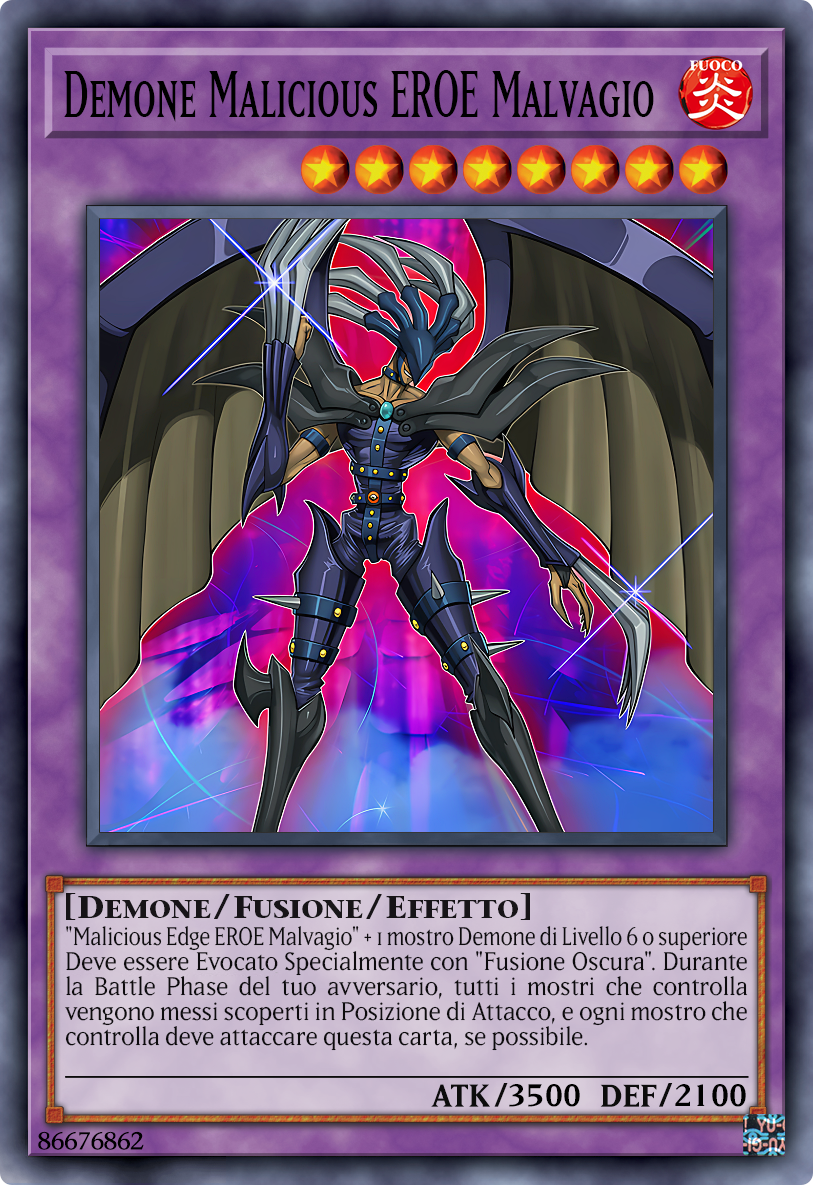 Demone Malicious EROE Malvagio
FUOCO
炎
[Demone/Fusione/Effetto]
"Malicious Edge EROE Malvagio" + 1 mostro Demone di Livello 6 o superiore
Deve essere Evocato Specialmente con "Fusione Oscura". Durante
la Battle Phase del tuo avversario, tutti i mostri che controlla
vengono messi scoperti in Posizione di Attacco, e ogni mostro che
controlla deve attaccare questa carta, se possibile.
ATK/3500 DEF/2100
86676862